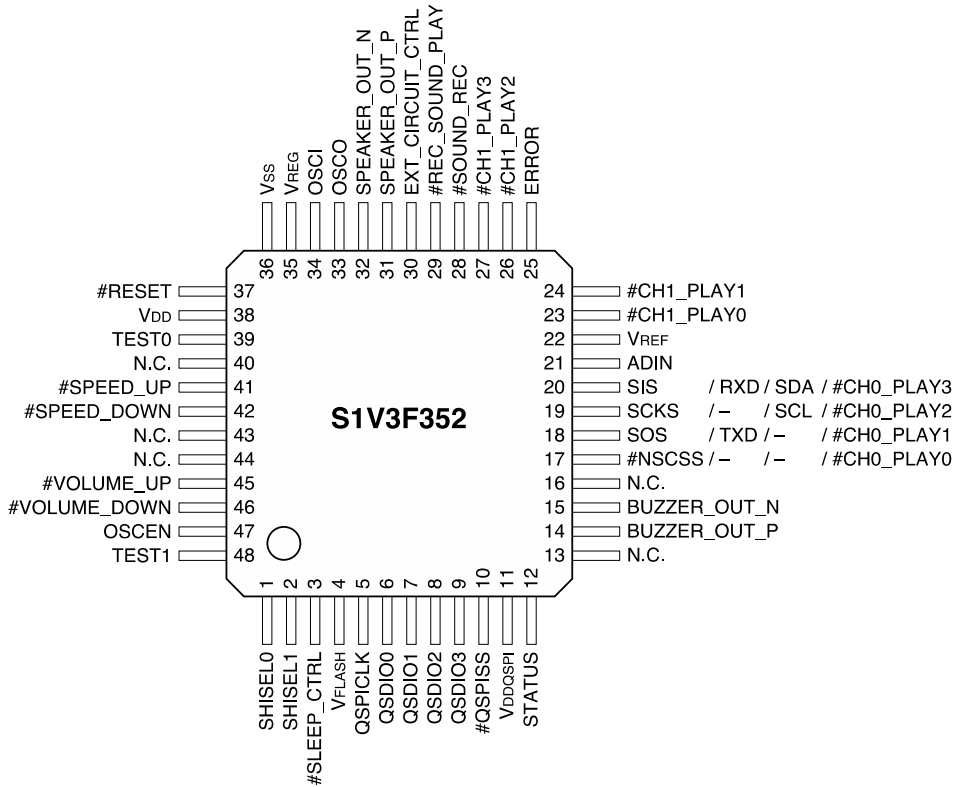 VSS
VREG
OSCI
OSCO
SPEAKER_OUT_N
SPEAKER_OUT_P
EXT_CIRCUIT_CTRL
#REC_SOUND_PLAY
#SOUND_REC
#CH1_PLAY3
#CH1_PLAY2
ERROR
36 35 34 33 32 31 30 29 28 27 26 25
#RESET 37
VDD 38
TEST0 39
N.C. 40
#SPEED_UP 41
#SPEED_DOWN 42
N.C. 43
N.C. 44
#VOLUME_UP 45
#VOLUME_DOWN 46
OSCEN 47
TEST1 48
S1V3F352
24 #CH1_PLAY1
23 #CH1_PLAY0
22 VREF
21 ADIN
20 SIS / RXD / SDA / #CH0_PLAY3
19 SCKS / – / SCL / #CH0_PLAY2
18 SOS / TXD / – / #CH0_PLAY1
17 #NSCSS / – / – / #CH0_PLAY0
16 N.C.
15 BUZZER_OUT_N
14 BUZZER_OUT_P
13 N.C.
1 2 3 4 5 6 7 8 9 10 11 12
SHISEL0
SHISEL1
#SLEEP_CTRL
VFLASH
QSPICLK
QSDIO0
QSDIO1
QSDIO2
QSDIO3
#QSPISS
VDDQSPI
STATUS